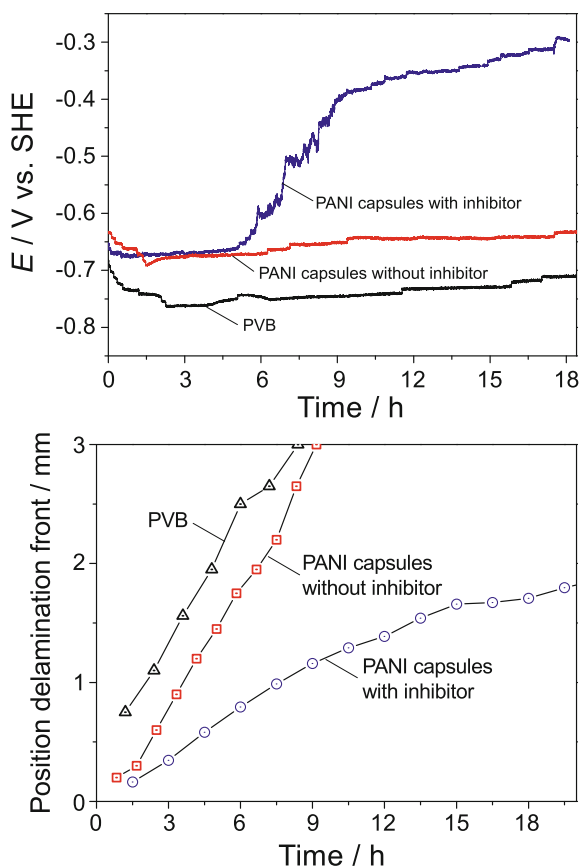 -0.3
-0.4
-0.5
-0.6
-0.7
-0.8
E / V vs. SHE
PANI capsules with inhibitor
PANI capsules without inhibitor
PVB
0 3 6 9 12 15 18
Time / h
3
2
1
0
Position delamination front / mm
PVB
PANI capsules
without inhibitor
PANI capsules
with inhibitor
0 3 6 9 12 15 18
Time / h